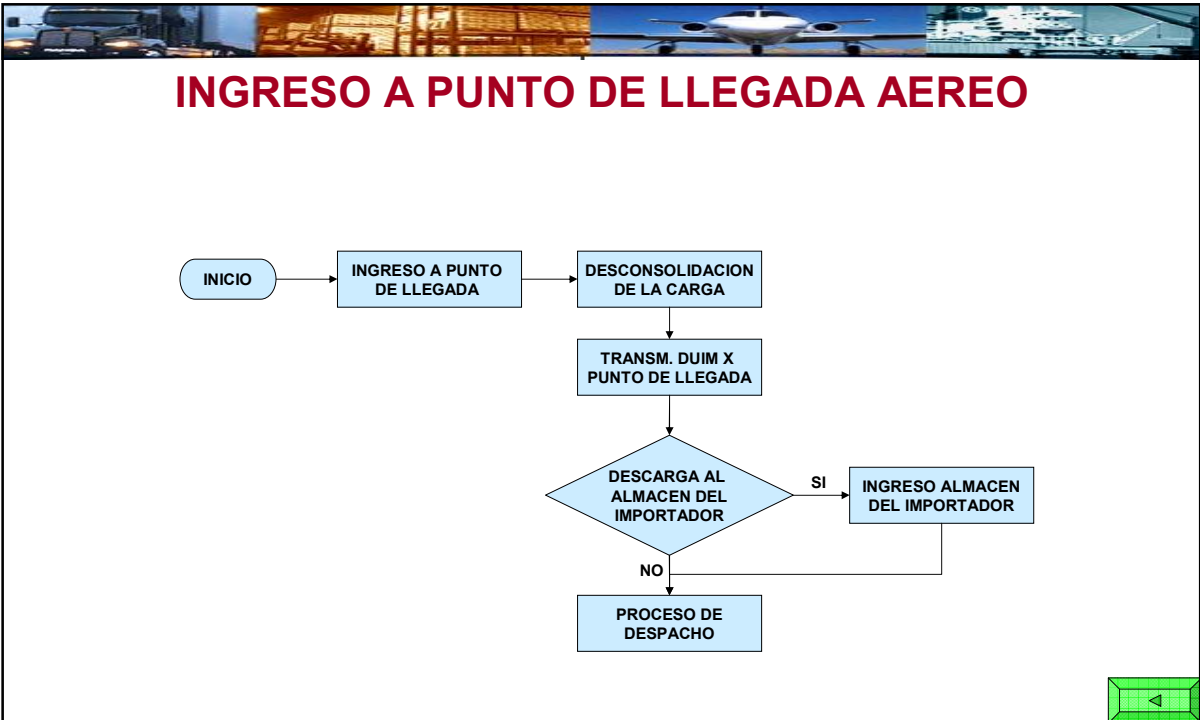 INGRESO A PUNTO DE LLEGADA AEREO
INICIO
INGRESO A PUNTO
DE LLEGADA
DESCONSOLIDACION
DE LA CARGA
TRANSM. DUIM X
PUNTO DE LLEGADA
DESCARGA AL
ALMACEN DEL
IMPORTADOR
SI
INGRESO ALMACEN
DEL IMPORTADOR
NO
PROCESO DE
DESPACHO